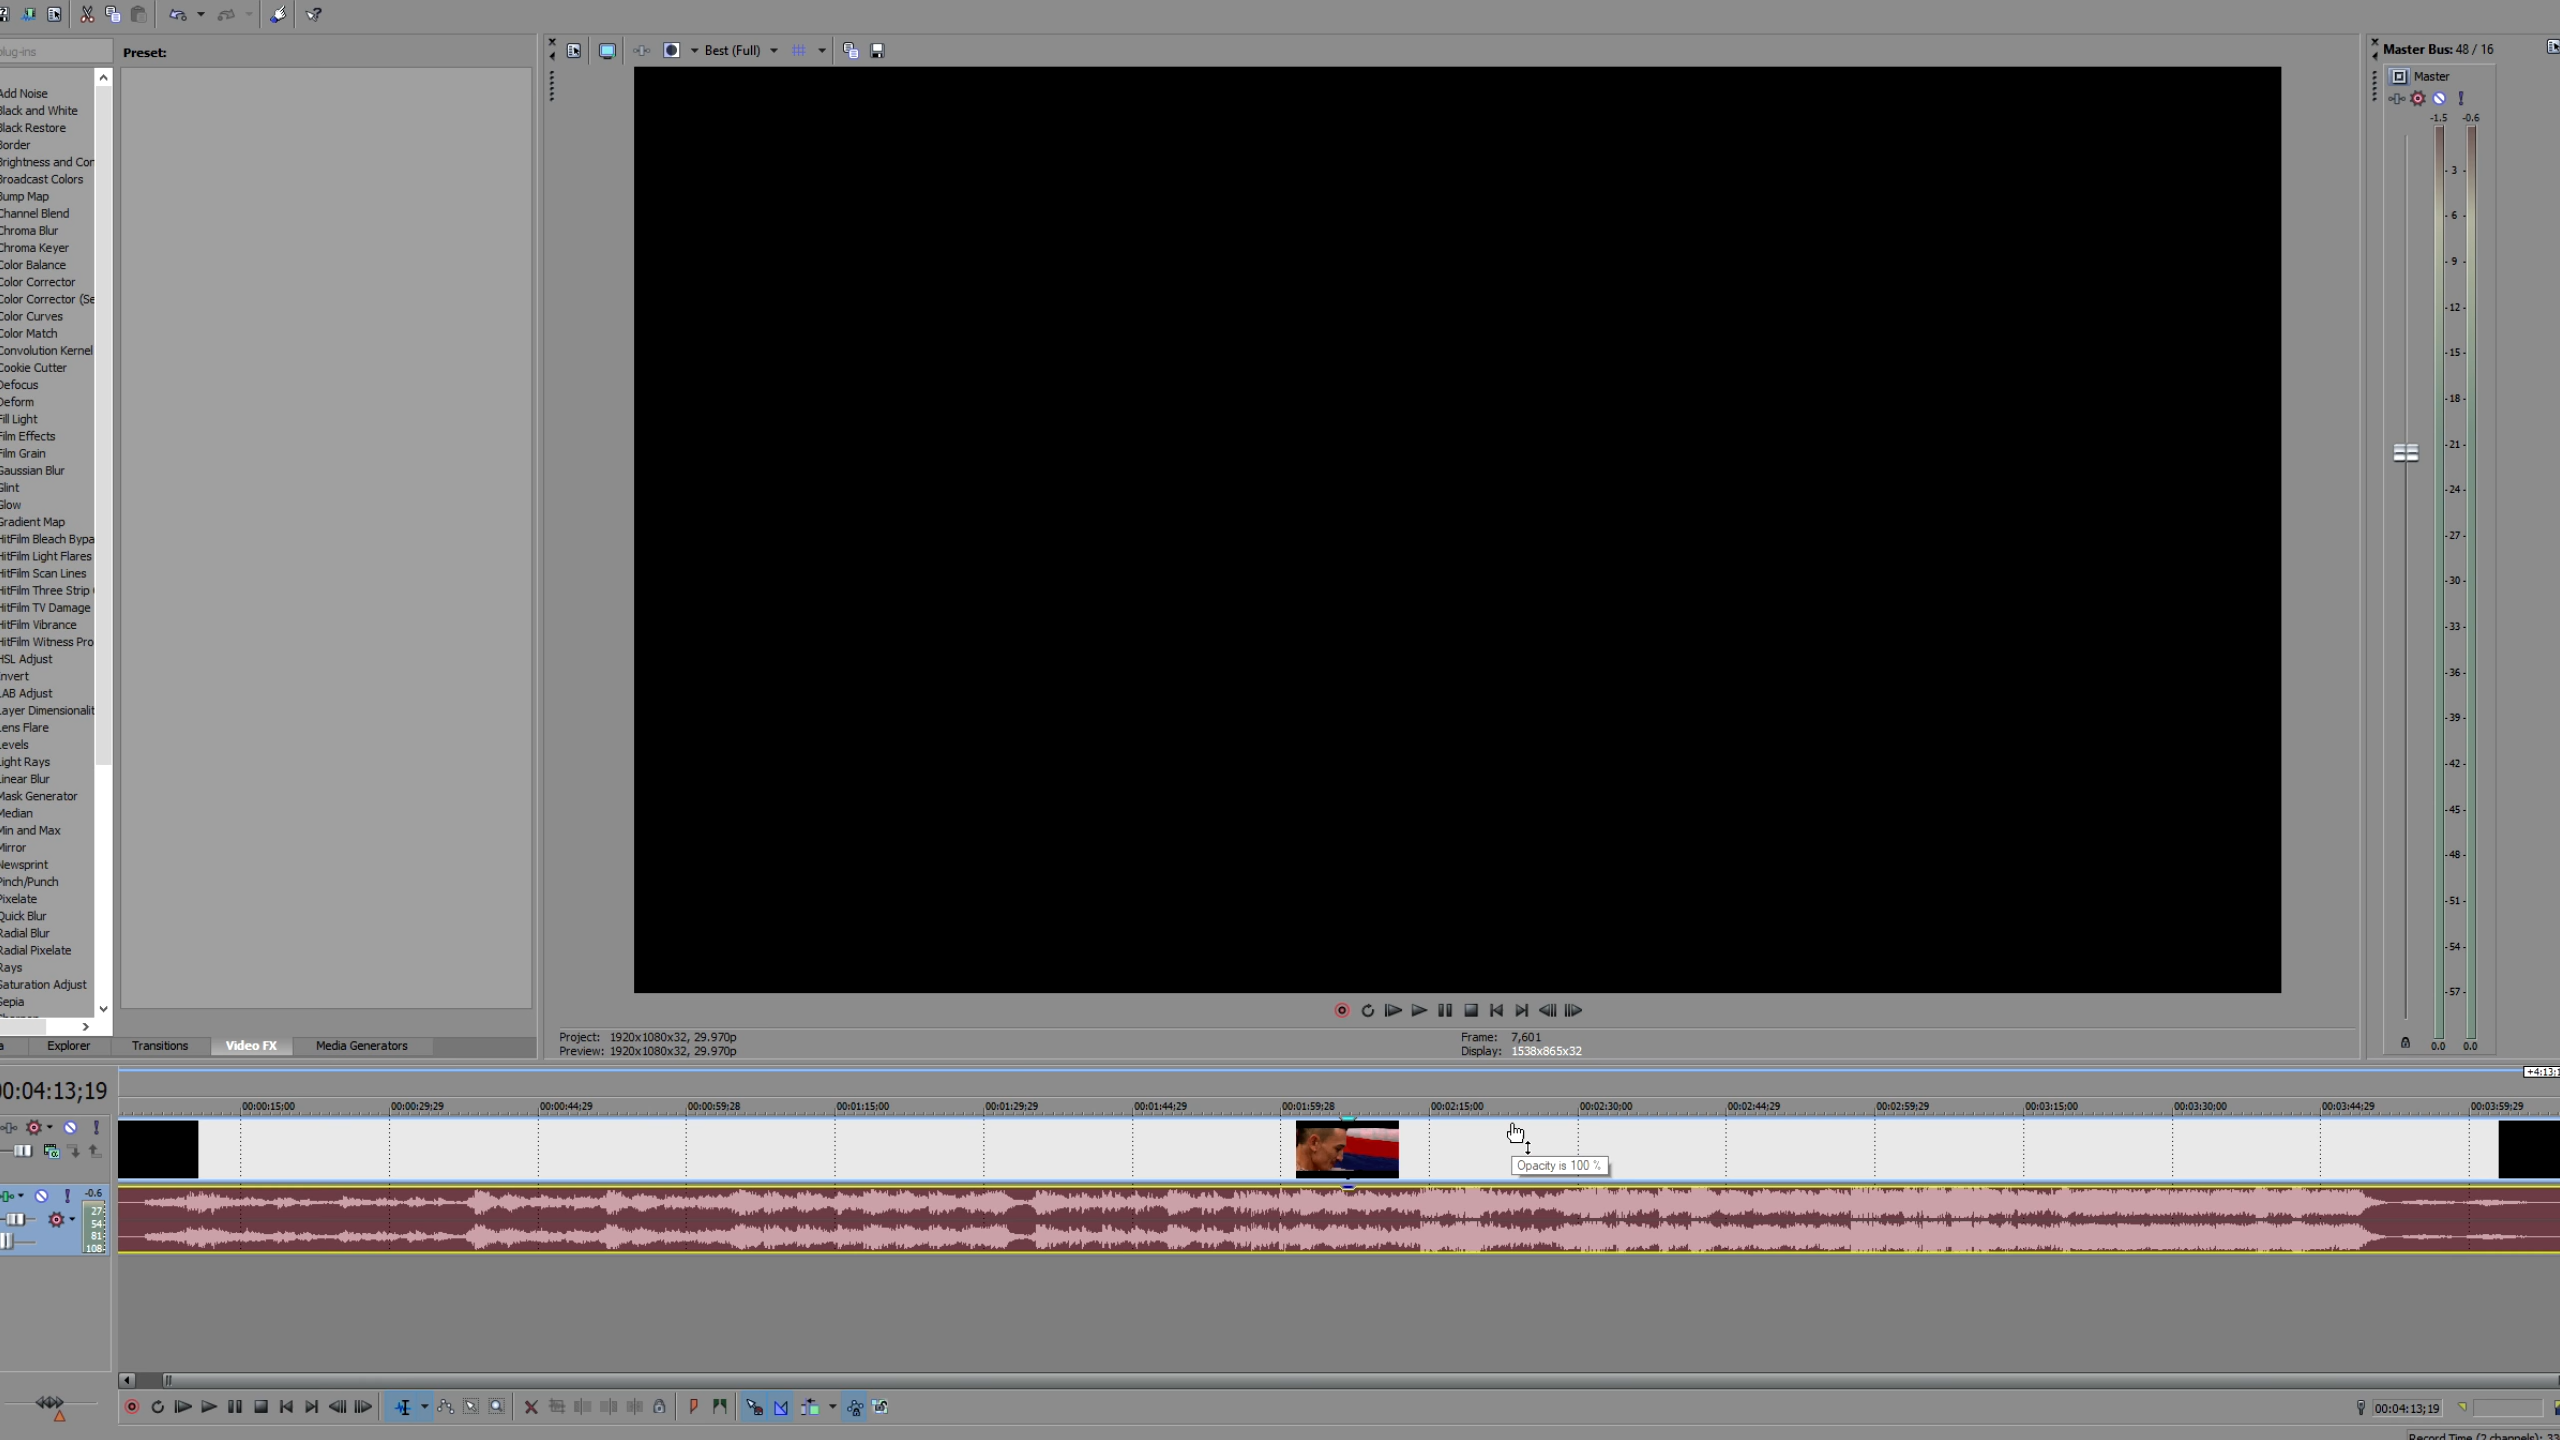 plug-ins
Preset:
Best (Full)
Master Bus: 48 / 16
Master
-1.5 -0.6
Add Noise
Black and White
Black Restore
Border
Brightness and Con
Broadcast Colors
Bump Map
Channel Blend
Chroma Blur
Chroma Keyer
Color Balance
Color Corrector
Color Corrector (Se
Color Curves
Color Match
Convolution Kernel
Cookie Cutter
Defocus
Deform
Fill Light
Film Effects
Film Grain
Gaussian Blur
Glint
Glow
Gradient Map
HitFilm Bleach Bypa
HitFilm Light Flares
HitFilm Scan Lines
HitFilm Three Strip
HitFilm TV Damage
HitFilm Vibrance
HitFilm Witness Pro
HSL Adjust
Invert
LAB Adjust
Layer Dimensionalit
Lens Flare
Levels
Light Rays
Linear Blur
Mask Generator
Median
Min and Max
Mirror
Newsprint
Pinch/Punch
Pixelate
Quick Blur
Radial Blur
Radial Pixelate
Rays
Saturation Adjust
Sepia
- 3 -
- 6 -
- 9 -
-12-
-15-
-18-
-21-
-24-
-27-
-30-
-33-
-36-
-39-
-42-
-45-
-48-
-51-
-54-
-57-
0.0 0.0
Explorer Transitions Video FX Media Generators
Project: 1920x1080x32, 29.970p
Preview: 1920x1080x32, 29.970p
Frame: 7,601
Display: 1538x865x32
00:04:13;19
+4:13:1
00:00:15;00 00:00:29;29 00:00:44;29 00:00:59;28 00:01:15;00 00:01:29;29 00:01:44;29 00:01:59;28 00:02:15;00 00:02:30;00 00:02:44;29 00:02:59;29 00:03:15;00 00:03:30;00 00:03:44;29 00:03:59;29
Opacity is 100 %
-0.6
27
54
81
108
00:04:13;19
Record Time (2 channels): 33